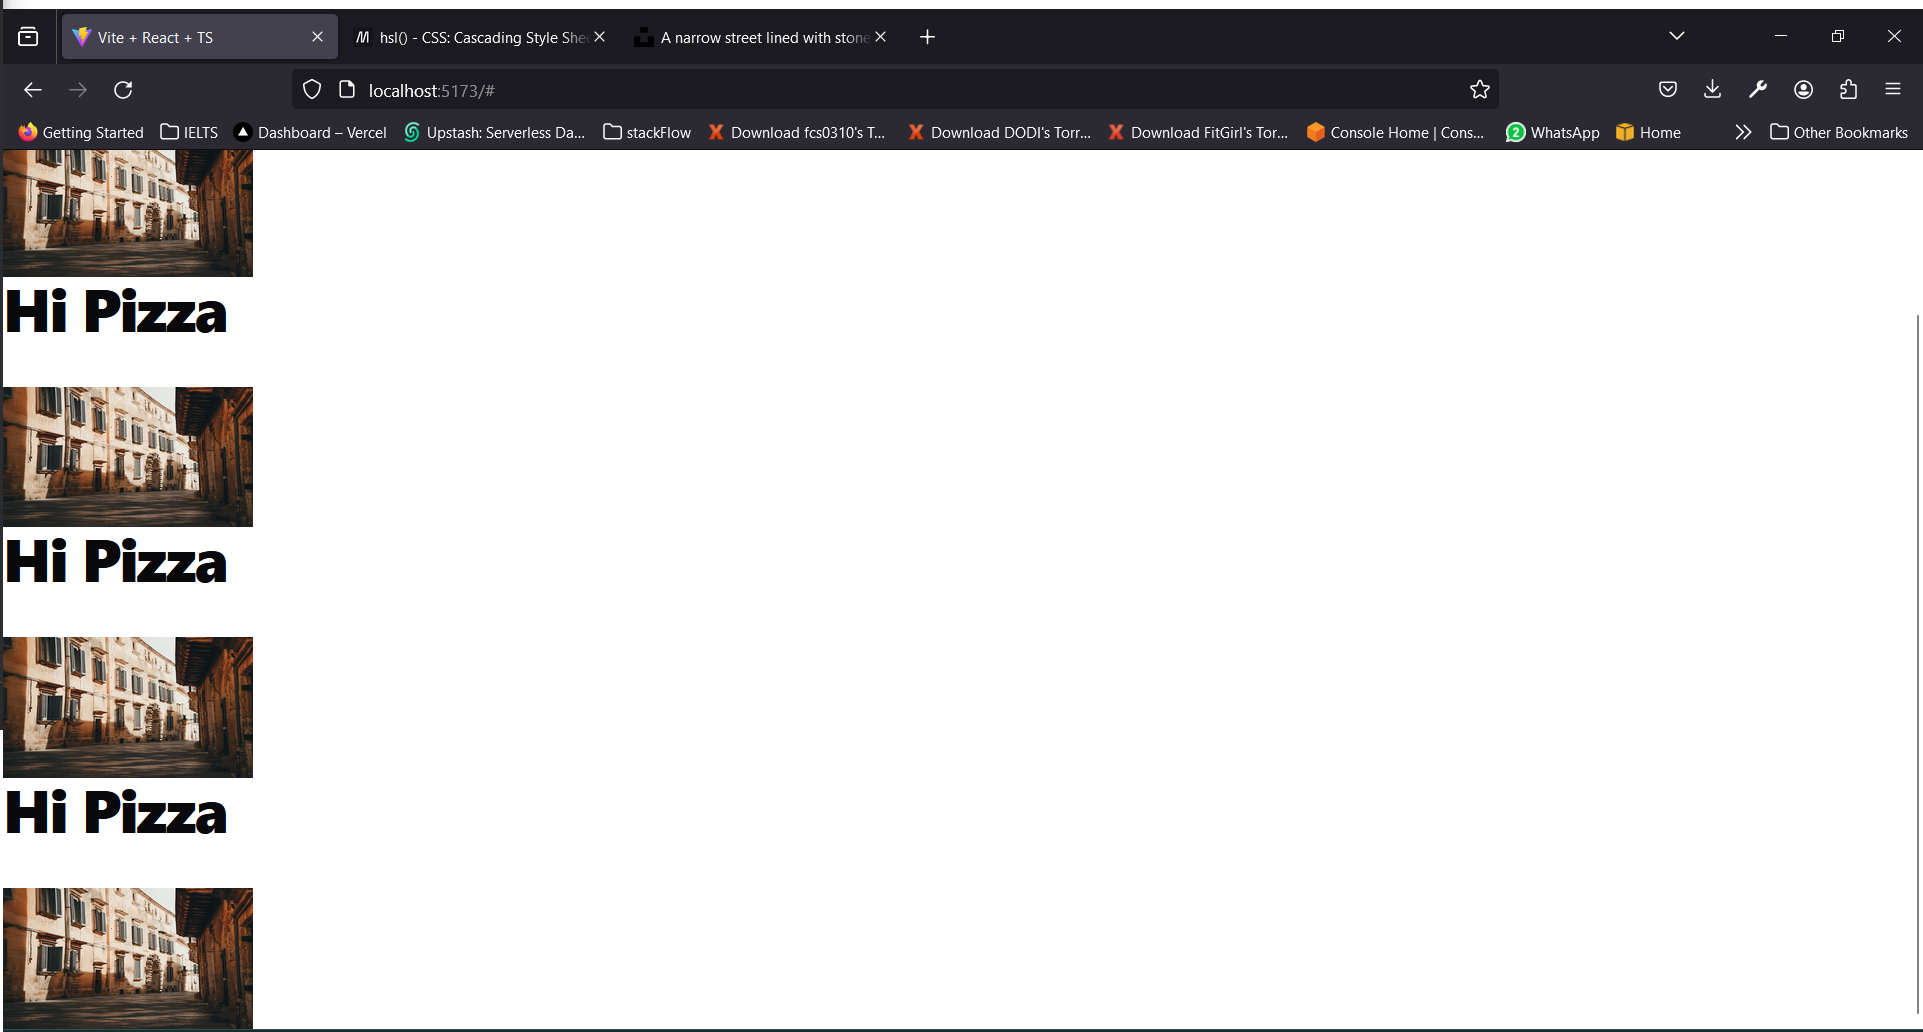 Vite + React + TS
hsl() - CSS: Cascading Style Shee
A narrow street lined with stone
localhost:5173/#
Getting Started
IELTS
Dashboard – Vercel
Upstash: Serverless Da...
stackFlow
Download fcs0310's T...
Download DODI's Torr...
Download FitGirl's Tor...
Console Home | Cons...
2
WhatsApp
Home
Other Bookmarks
Hi Pizza
Hi Pizza
Hi Pizza